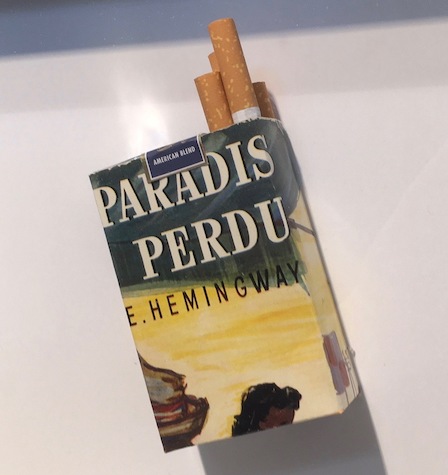 AMERICAN BLEND
PARADIS
PERDU
E.HEMINGWAY